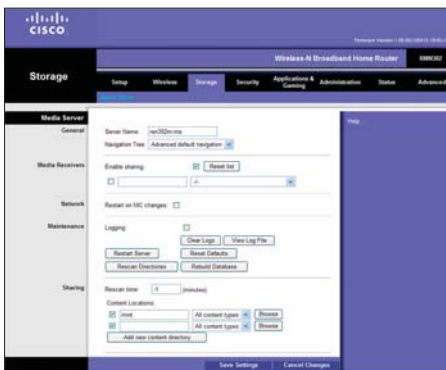 CISCO
Wireless-N Broadband Home Router
Storage
Setup
Wireless
Storage
Security
Applications & Gaming
Administration
Status
Advanced
Media Server
Help...
General
Server Name:
Navigation Tree: Advanced default navigation
Media Receivers
Enable sharing:
Reset list
Network
Restart on NIC changes:
Maintenance
Logging:
Clear Logs
View Log File
Restart Server
Reset Defaults
Rescan Directories
Rebuild Database
Sharing
Rescan time: -1 (minutes)
Content Locations:
/mnt
All content types
Browse
All content types
Browse
Add new content directory
Save Settings
Cancel Changes